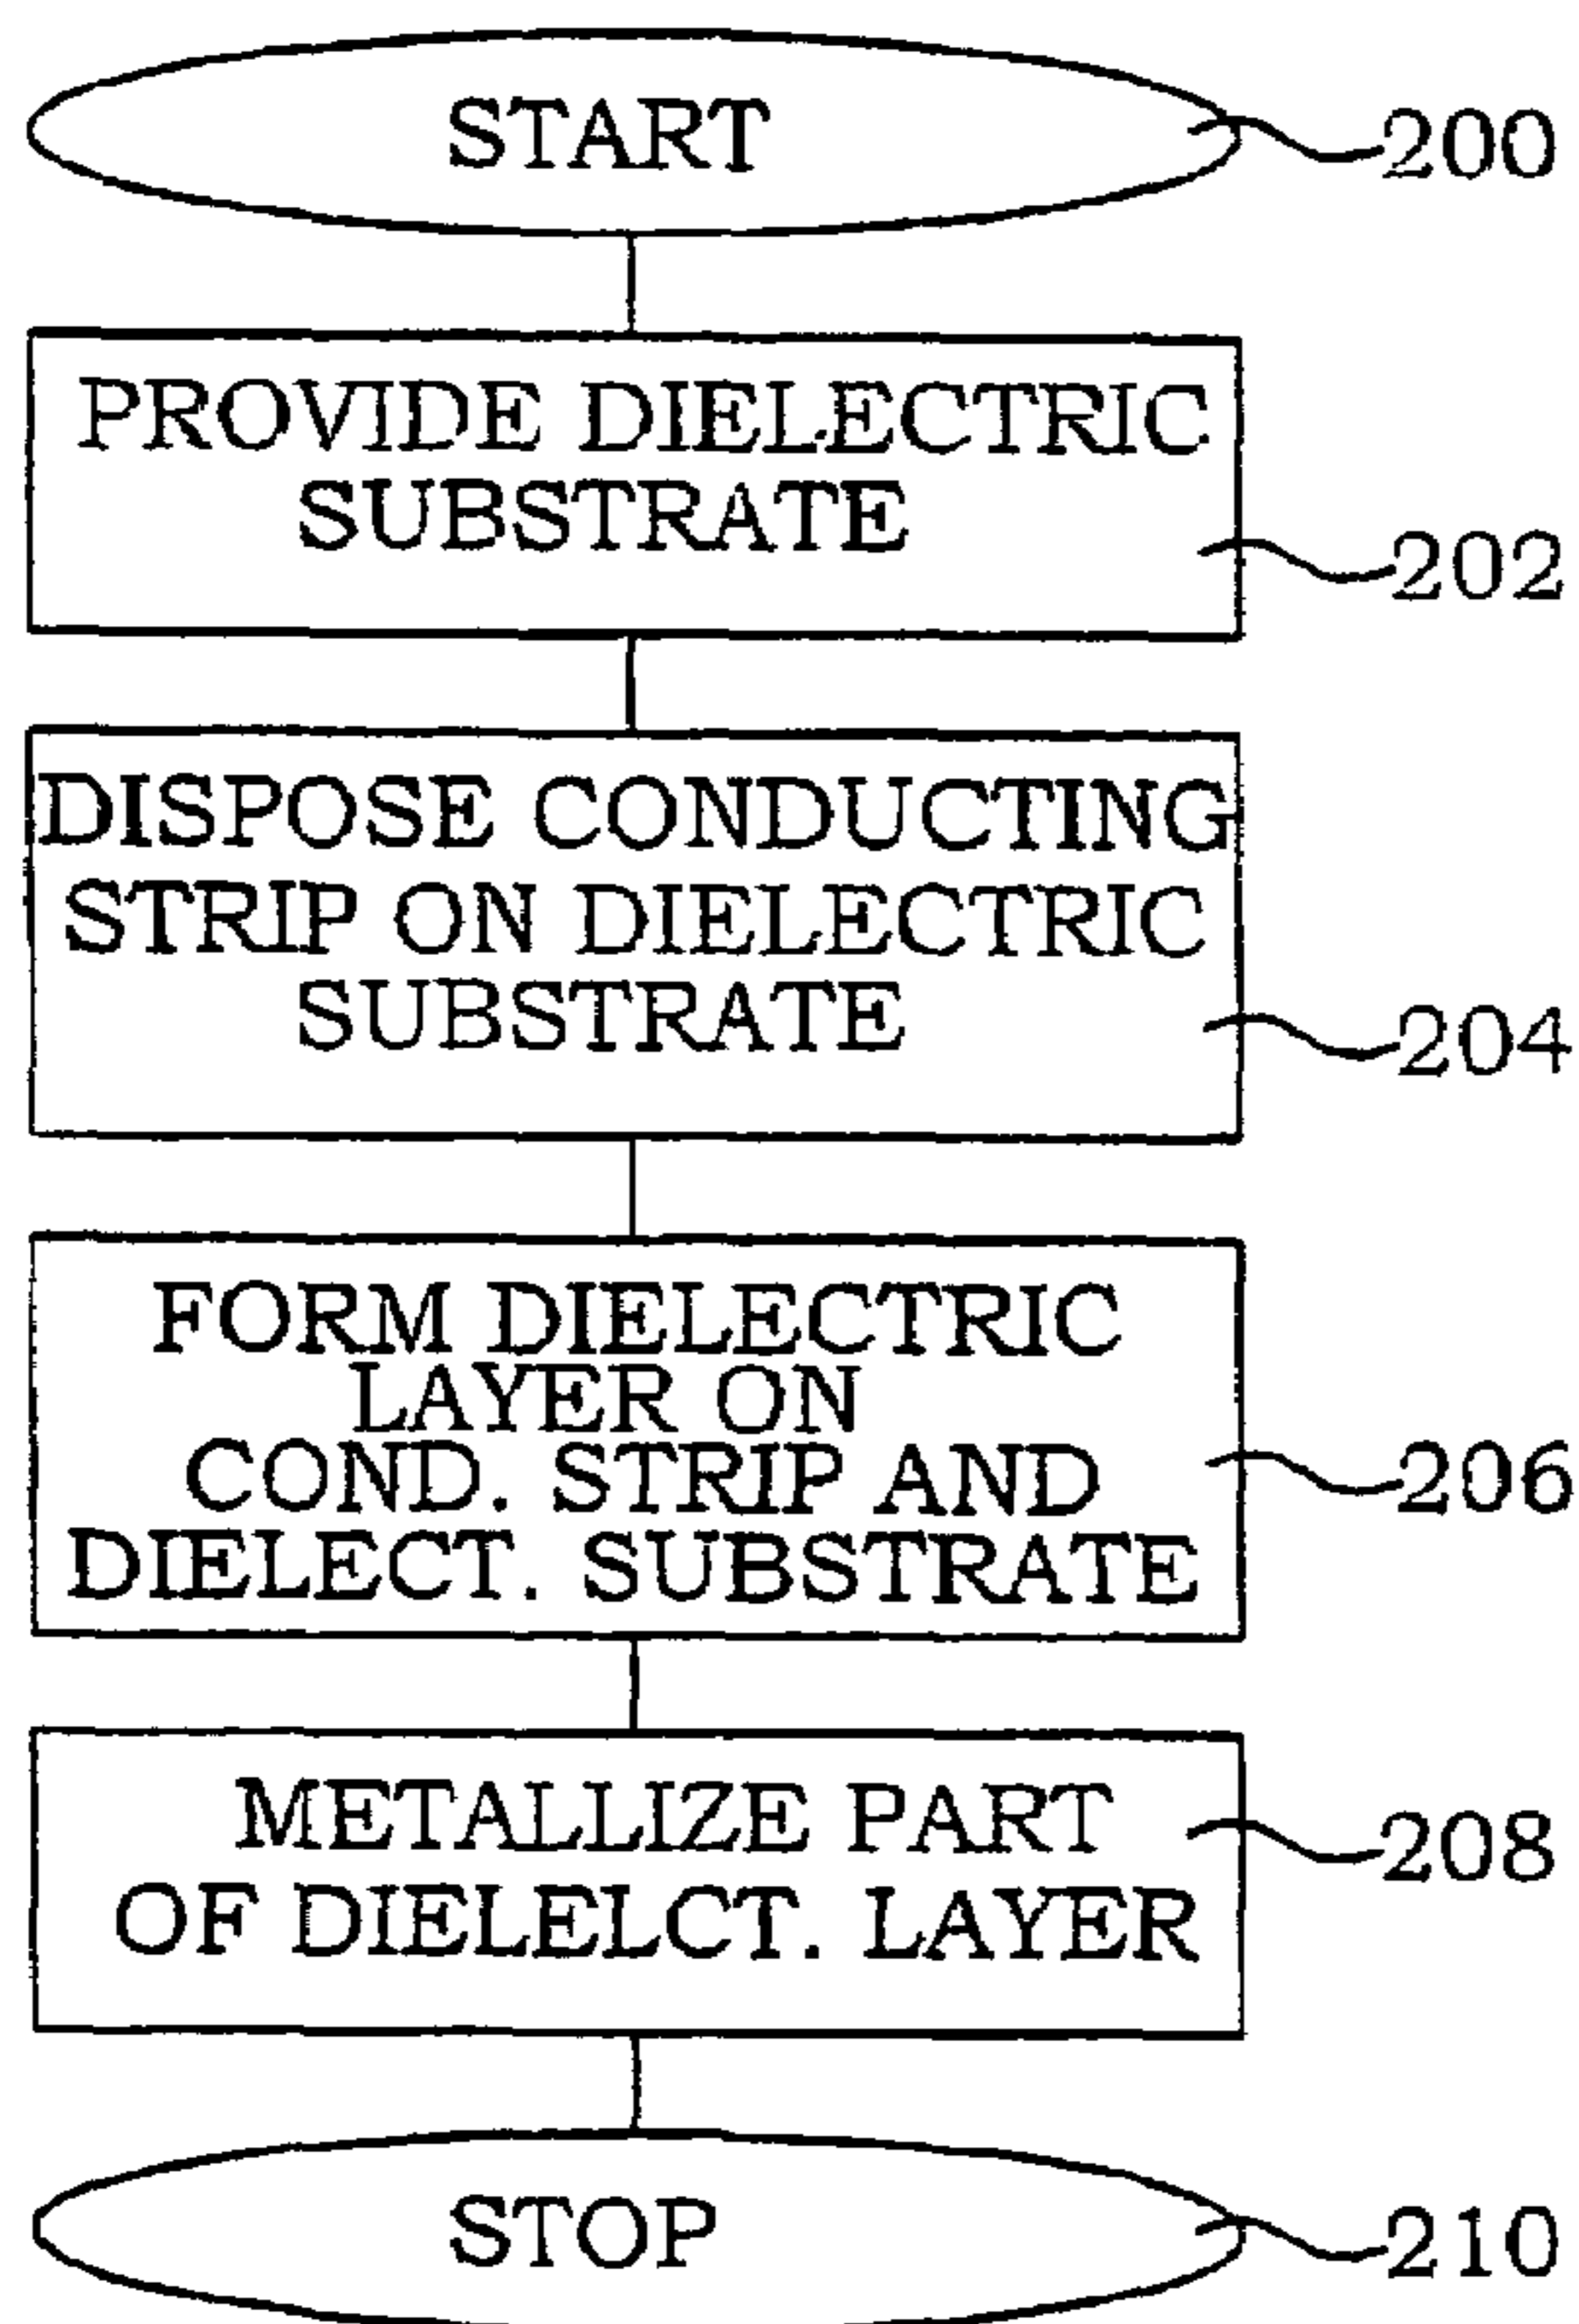 START
200
PROVIDE DIELECTRIC
SUBSTRATE
202
DISPOSE CONDUCTING
STRIP ON DIELECTRIC
SUBSTRATE
204
FORM DIELECTRIC
LAYER ON
COND. STRIP AND
DIELECT. SUBSTRATE
206
METALLIZE PART
OF DIELELCT. LAYER
208
STOP
210